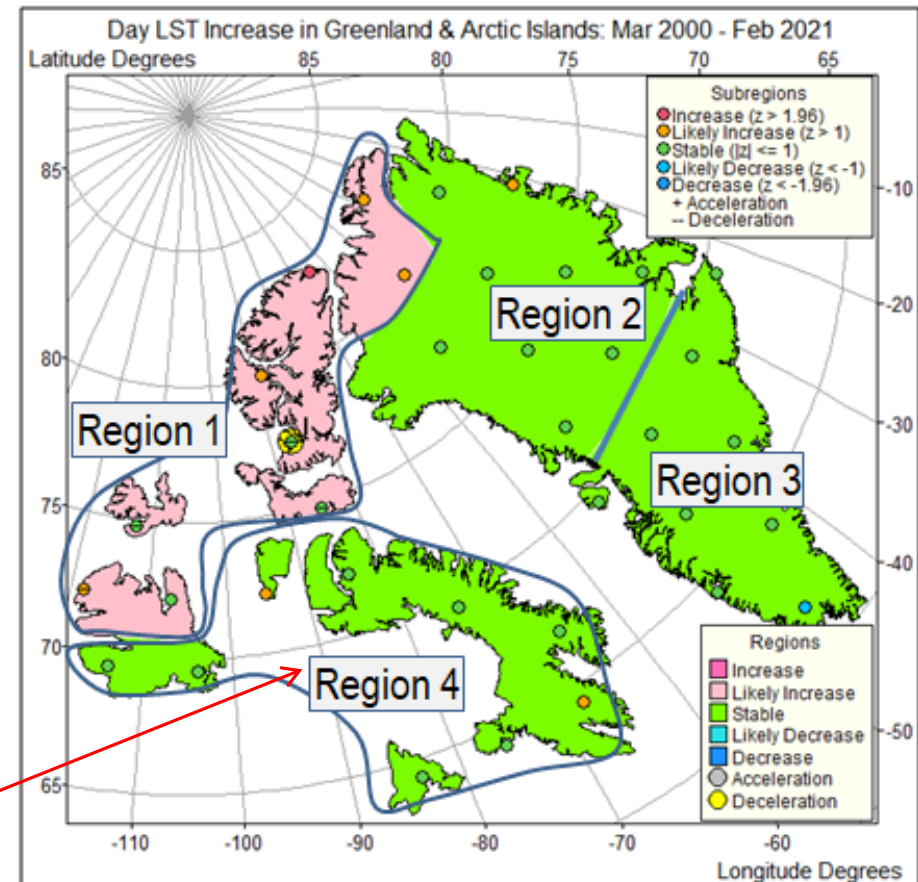 Day LST Increase in Greenland & Arctic Islands: Mar 2000 - Feb 2021
Latitude Degrees
85
80
75
70
65
Subregions
Increase (z > 1.96)
Likely Increase (z > 1)
Stable (|z| <= 1)
Likely Decrease (z < -1)
Decrease (z < -1.96)
+ Acceleration
-- Deceleration
85
-10
-20
Region 2
80
-30
Region 1
Region 3
75
-40
70
Regions
Increase
Likely Increase
Stable
Likely Decrease
Decrease
Acceleration
Deceleration
Region 4
-50
65
-110
-100
-90
-80
-70
-60
Longitude Degrees